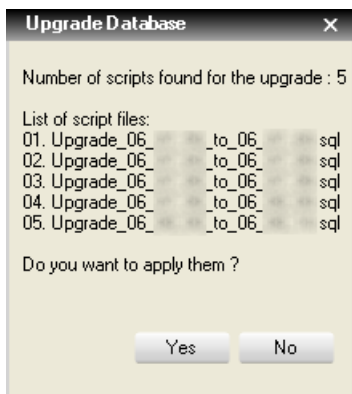 Upgrade Database
Number of scripts found for the upgrade : 5
List of script files:
01. Upgrade_06_ _to_06_ sql
02. Upgrade_06_ _to_06_ sql
03. Upgrade_06_ _to_06_ sql
04. Upgrade_06_ _to_06_ sql
05. Upgrade_06_ _to_06_ sql
Do you want to apply them ?
Yes No